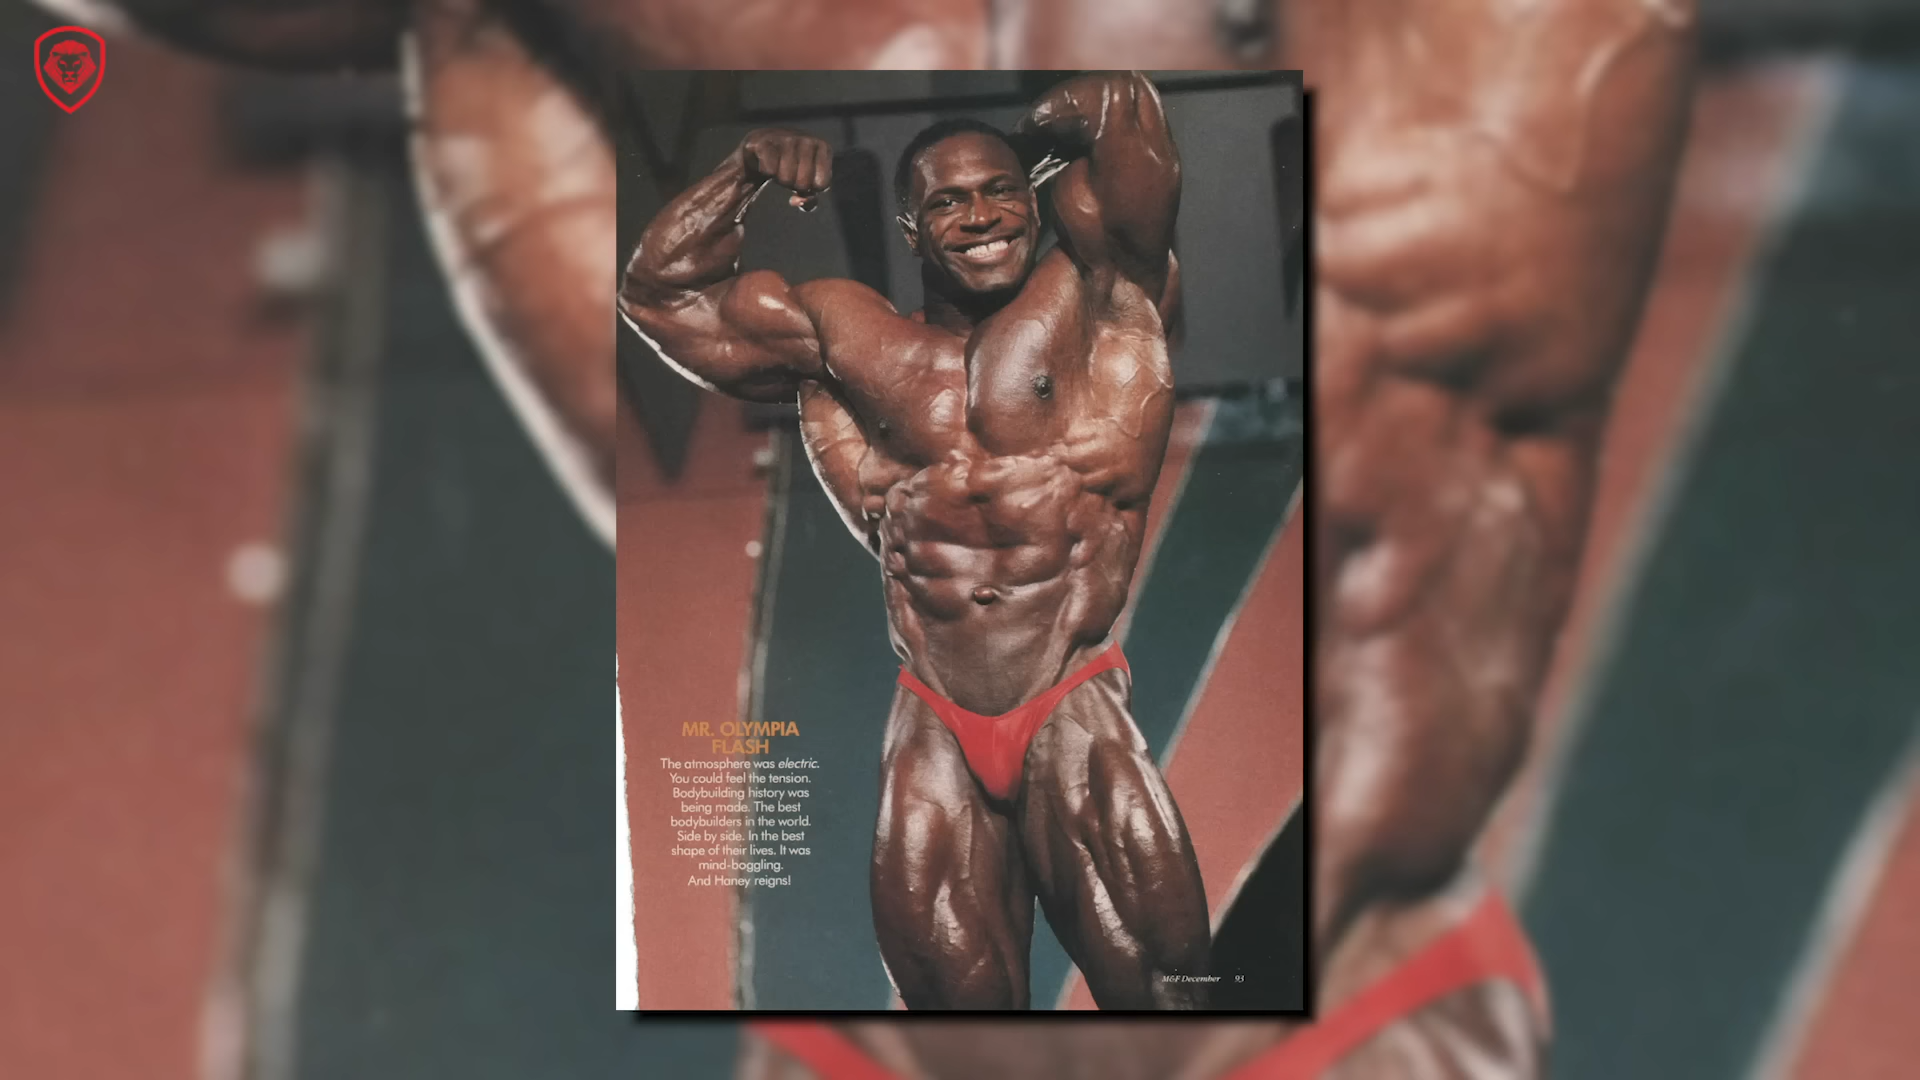 MR. OLYMPIA
FLASH
The atmosphere was electric.
You could feel the tension.
Bodybuilding history was
being made. The best
bodybuilders in the world.
Side by side. In the best
shape of their lives. It was
mind-boggling.
And Haney reigns!
M&F December 93